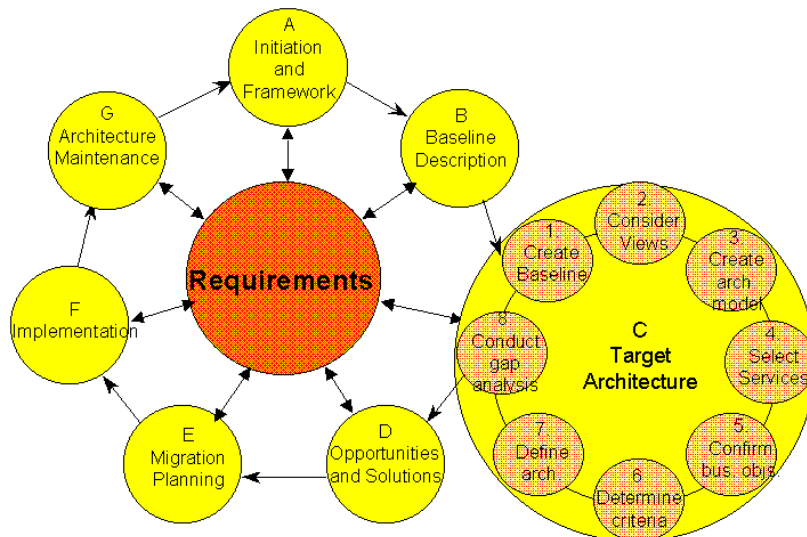 A
Initiation
and
Framework
B
Baseline
Description
G
Architecture
Maintenance
Requirements
F
Implementation
E
Migration
Planning
D
Opportunities
and Solutions
C
Target
Architecture
1.
Create
Baseline
2
Consider
Views
3.
Create
arch
model
4.
Select
Services
5.
Confirm
bus. objs.
6
Determine
criteria
7
Define
arch.
8
Conduct
gap
analysis